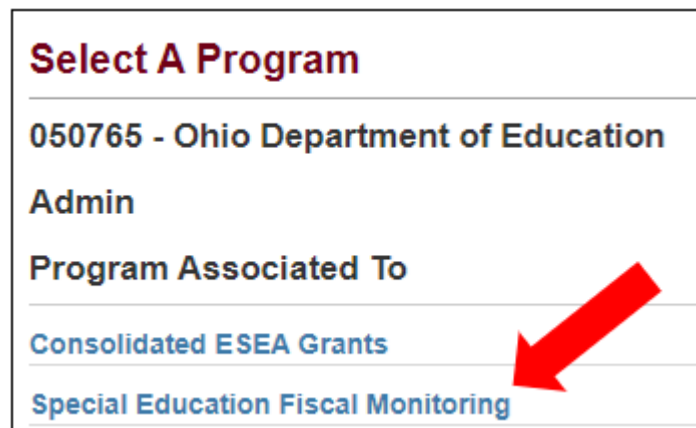 Select A Program
050765 - Ohio Department of Education
Admin
Program Associated To
Consolidated ESEA Grants
Special Education Fiscal Monitoring